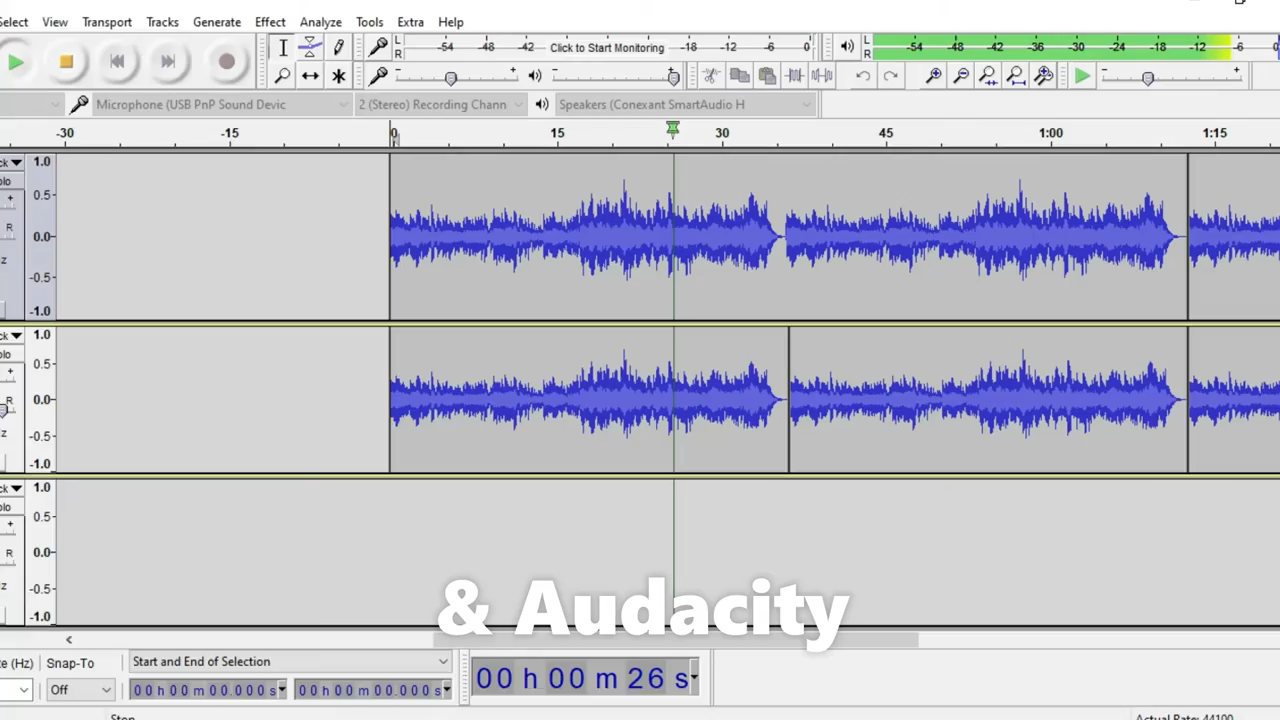 Select View Transport Tracks Generate Effect Analyze Tools Extra Help
L R -54 -48 -42 Click to Start Monitoring -18 -12 -6 0
L R -54 -48 -42 -36 -30 -24 -18 -12 -6
Microphone (USB PnP Sound Devic 2 (Stereo) Recording Chann Speakers (Conexant SmartAudio H
-30 -15 0 15 30 45 1:00 1:15
1.0
0.5
R 0.0
-0.5
-1.0
1.0
0.5
R 0.0
-0.5
-1.0
1.0
0.5
R 0.0
-0.5
-1.0
& Audacity
(Hz) Snap-To Start and End of Selection
Off 00 h 00 m 00.000 s 00 h 00 m 00.000 s
00 h 00 m 26 s